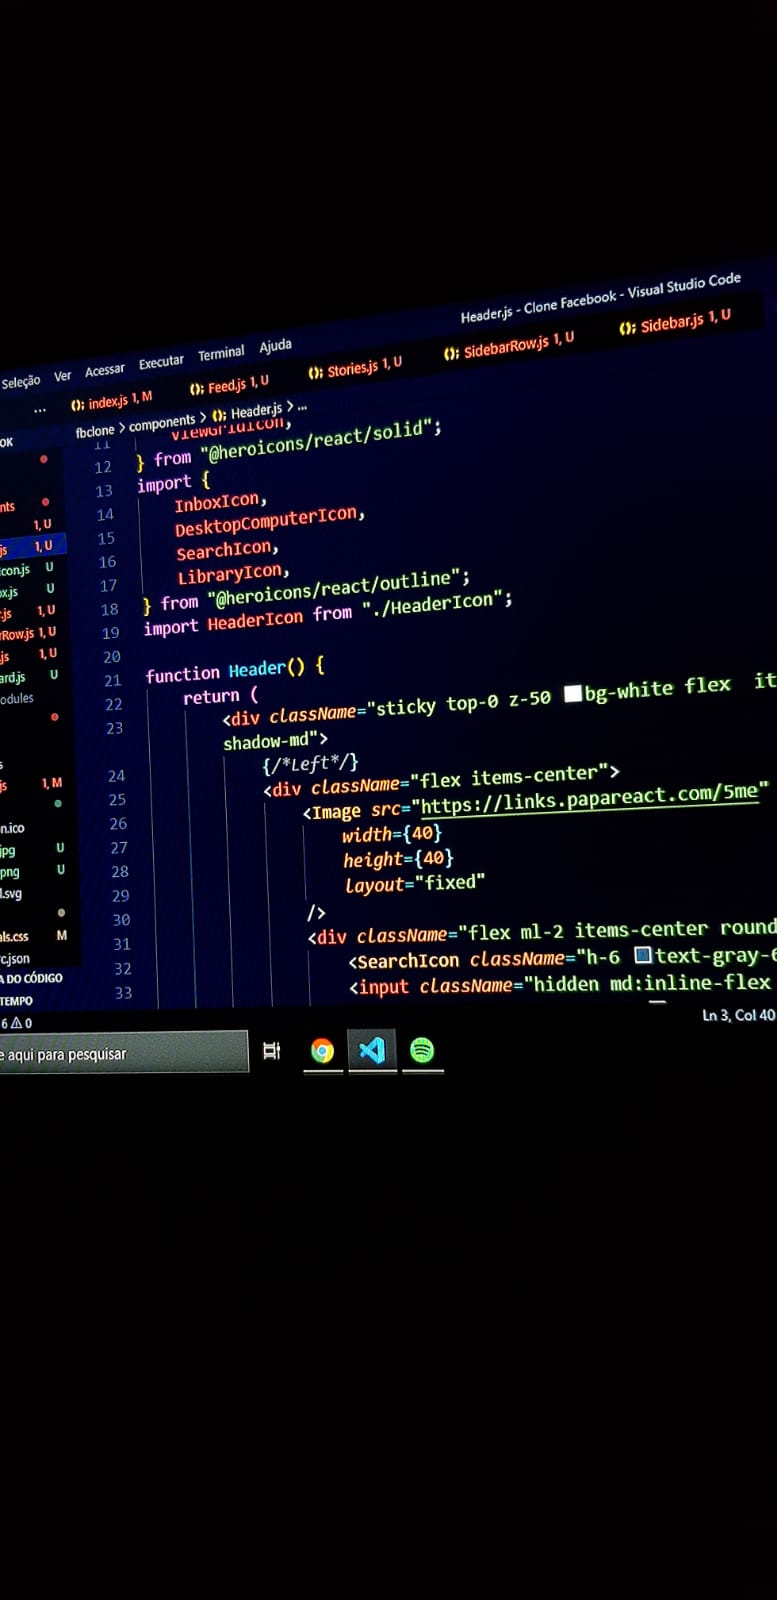 Header.js - Clone Facebook - Visual Studio Code
Seleção Ver Acessar Executar Terminal Ajuda
... index.js 1, M Feed.js 1, U Stories.js 1, U SidebarRow.js 1, U Sidebar.js 1, U
fbclone > components > Header.js > ...
OK
nts
1, U
js 1, U
con.js U
x.js U
r.js 1, U
rRow.js 1, U
.js 1, U
ard.js U
odules
s
js 1, M
n.ico
jpg U
png U
l.svg
als.css M
rc.json
A DO CÓDIGO
TEMPO
6 0
11 ViewGridIcon,
12 } from "@heroicons/react/solid";
13 import {
14 InboxIcon,
15 DesktopComputerIcon,
16 SearchIcon,
17 LibraryIcon,
18 } from "@heroicons/react/outline";
19 import HeaderIcon from "./HeaderIcon";
20
21 function Header() {
22 return (
23 <div className="sticky top-0 z-50 bg-white flex it
shadow-md">
24 {/*Left*/}
25 <div className="flex items-center">
26 <Image src="https://links.papareact.com/5me"
27 width={40}
28 height={40}
29 layout="fixed"
30 />
31 <div className="flex ml-2 items-center round
32 <SearchIcon className="h-6 text-gray-6
33 <input className="hidden md:inline-flex
Ln 3, Col 40
e aqui para pesquisar